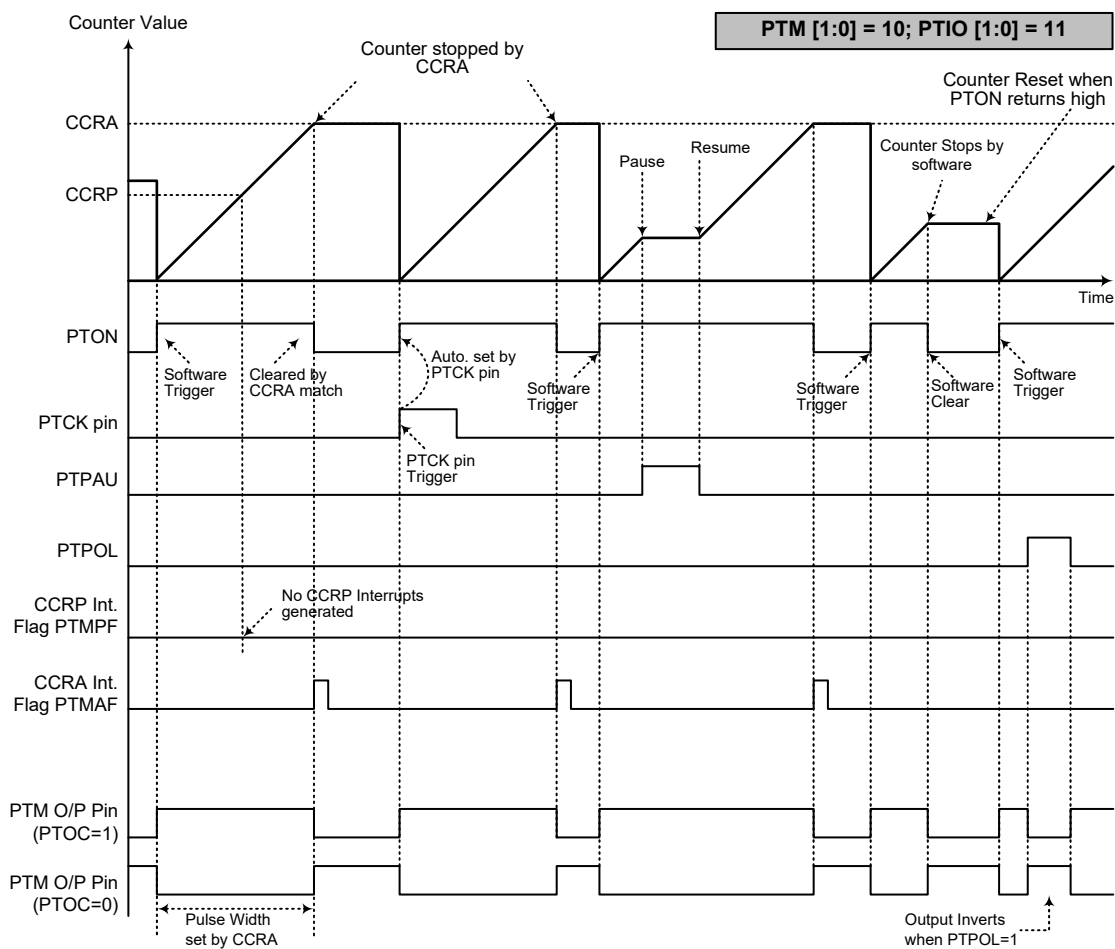 Counter Value
PTM [1:0] = 10; PTIO [1:0] = 11
Counter stopped by
CCRA
Counter Reset when
PTON returns high
CCRA
Pause
Resume
Counter Stops by
software
CCRP
Time
PTON
Software
Trigger
Cleared by
CCRA match
Auto. set by
PTCK pin
Software
Trigger
Software
Trigger
Software
Clear
Software
Trigger
PTCK pin
PTCK pin
Trigger
PTPAU
PTPOL
CCRP Int.
Flag PTMPF
No CCRP Interrupts
generated
CCRA Int.
Flag PTMAF
PTM O/P Pin
(PTOC=1)
PTM O/P Pin
(PTOC=0)
Pulse Width
set by CCRA
Output Inverts
when PTPOL=1